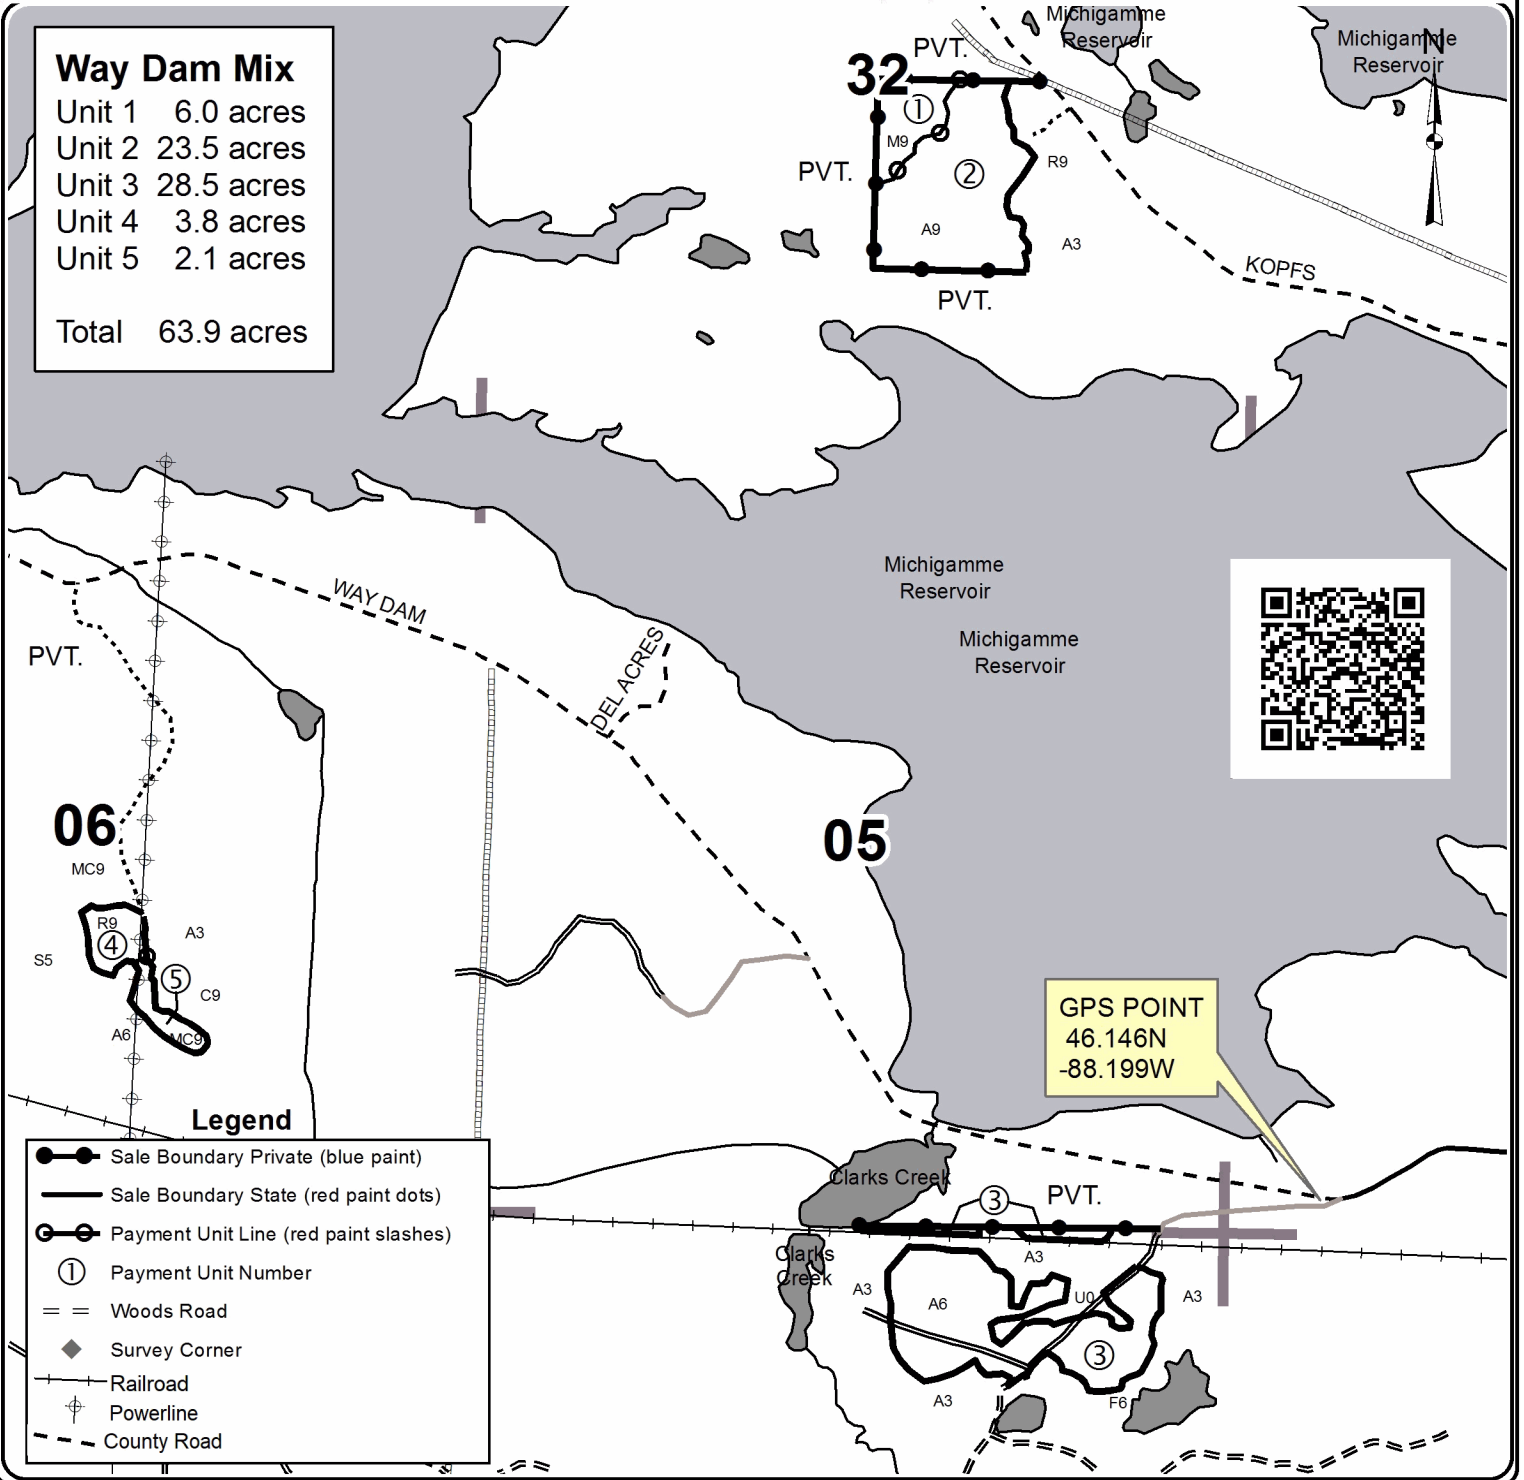 Way Dam Mix
Unit 1 6.0 acres
Unit 2 23.5 acres
Unit 3 28.5 acres
Unit 4 3.8 acres
Unit 5 2.1 acres
Total 63.9 acres
Michigamme
Reservoir
Michigamme
Reservoir
N
PVT.
32
1
M9
PVT.
2
R9
A9
A3
KOPFS
PVT.
Michigamme
Reservoir
Michigamme
Reservoir
WAY DAM
DEL ACRES
PVT.
06
05
MC9
R9
4
A3
S5
5
C9
A6
MC9
GPS POINT
46.146N
-88.199W
Clarks Creek
3
PVT.
Clarks
Creek
A3
A3
A6
U0
A3
3
A3
F6
Legend
Sale Boundary Private (blue paint)
Sale Boundary State (red paint dots)
Payment Unit Line (red paint slashes)
1 Payment Unit Number
Woods Road
Survey Corner
Railroad
Powerline
County Road